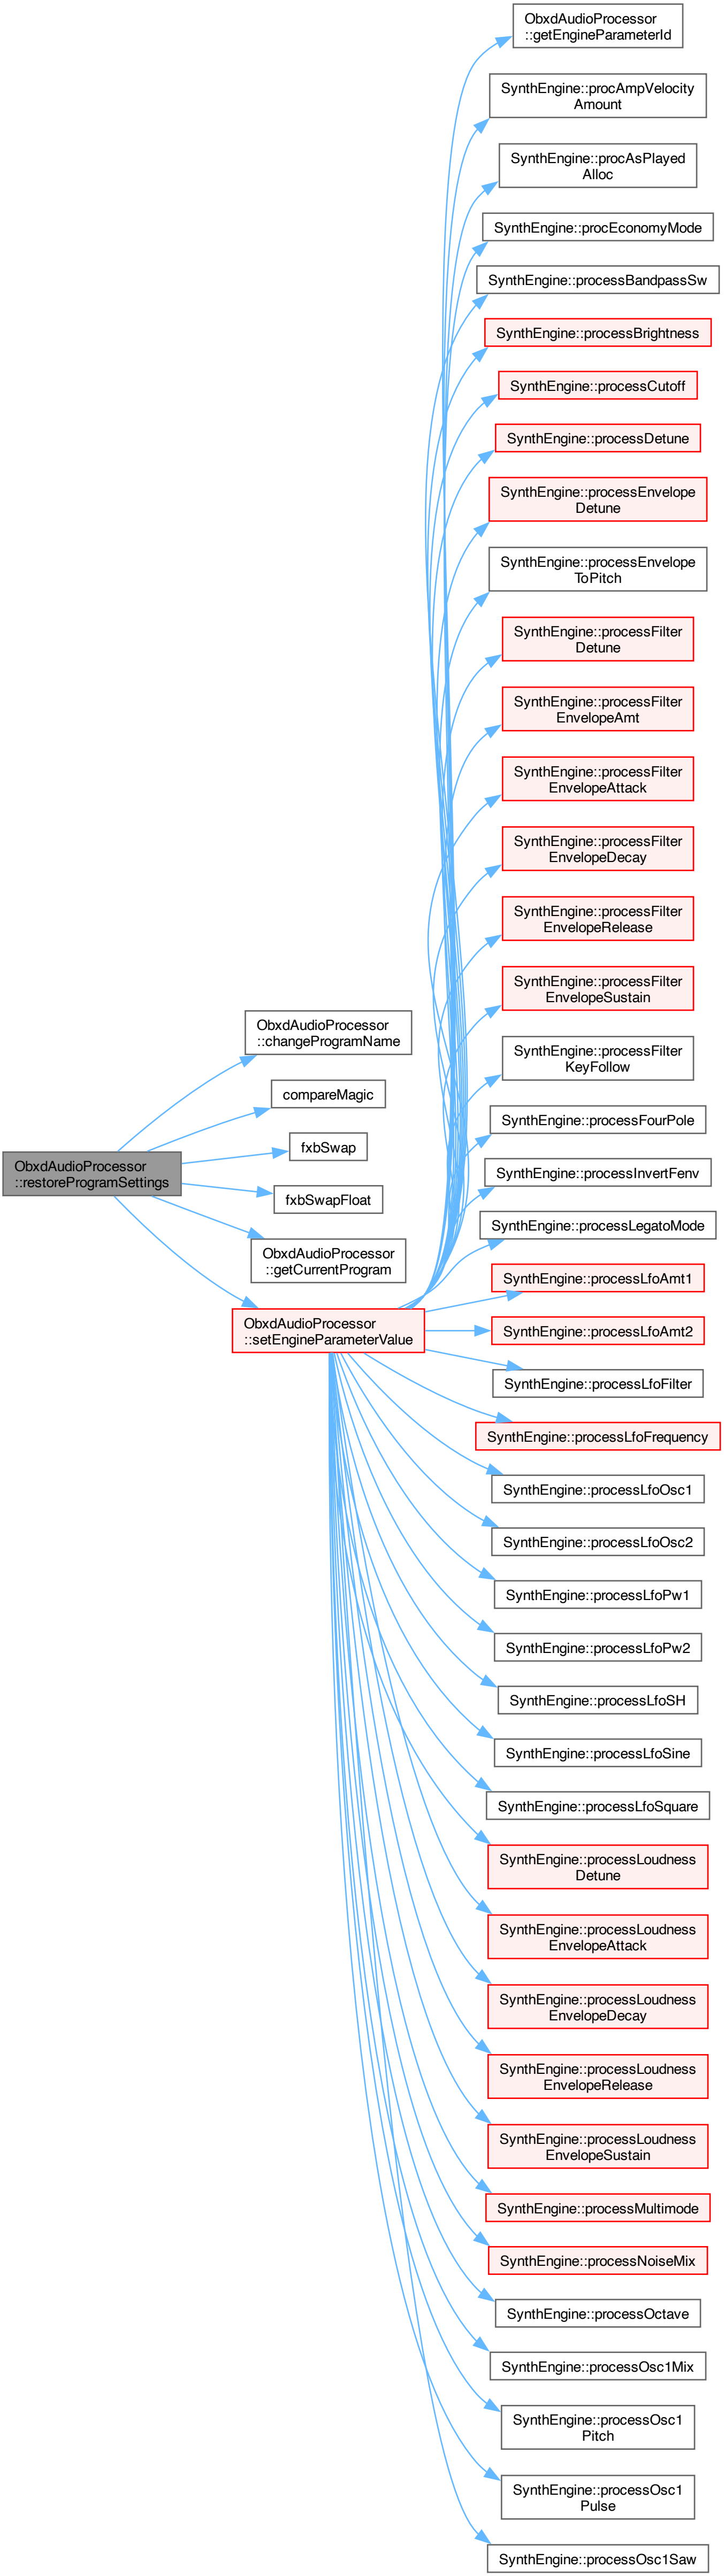 ObxdAudioProcessor
::restoreProgramSettings
ObxdAudioProcessor
::changeProgramName
compareMagic
fxbSwap
fxbSwapFloat
ObxdAudioProcessor
::getCurrentProgram
ObxdAudioProcessor
::setEngineParameterValue
ObxdAudioProcessor
::getEngineParameterId
SynthEngine::procAmpVelocity
Amount
SynthEngine::procAsPlayed
Alloc
SynthEngine::procEconomyMode
SynthEngine::processBandpassSw
SynthEngine::processBrightness
SynthEngine::processCutoff
SynthEngine::processDetune
SynthEngine::processEnvelope
Detune
SynthEngine::processEnvelope
ToPitch
SynthEngine::processFilter
Detune
SynthEngine::processFilter
EnvelopeAmt
SynthEngine::processFilter
EnvelopeAttack
SynthEngine::processFilter
EnvelopeDecay
SynthEngine::processFilter
EnvelopeRelease
SynthEngine::processFilter
EnvelopeSustain
SynthEngine::processFilter
KeyFollow
SynthEngine::processFourPole
SynthEngine::processInvertFenv
SynthEngine::processLegatoMode
SynthEngine::processLfoAmt1
SynthEngine::processLfoAmt2
SynthEngine::processLfoFilter
SynthEngine::processLfoFrequency
SynthEngine::processLfoOsc1
SynthEngine::processLfoOsc2
SynthEngine::processLfoPw1
SynthEngine::processLfoPw2
SynthEngine::processLfoSH
SynthEngine::processLfoSine
SynthEngine::processLfoSquare
SynthEngine::processLoudness
Detune
SynthEngine::processLoudness
EnvelopeAttack
SynthEngine::processLoudness
EnvelopeDecay
SynthEngine::processLoudness
EnvelopeRelease
SynthEngine::processLoudness
EnvelopeSustain
SynthEngine::processMultimode
SynthEngine::processNoiseMix
SynthEngine::processOctave
SynthEngine::processOsc1Mix
SynthEngine::processOsc1
Pitch
SynthEngine::processOsc1
Pulse
SynthEngine::processOsc1Saw